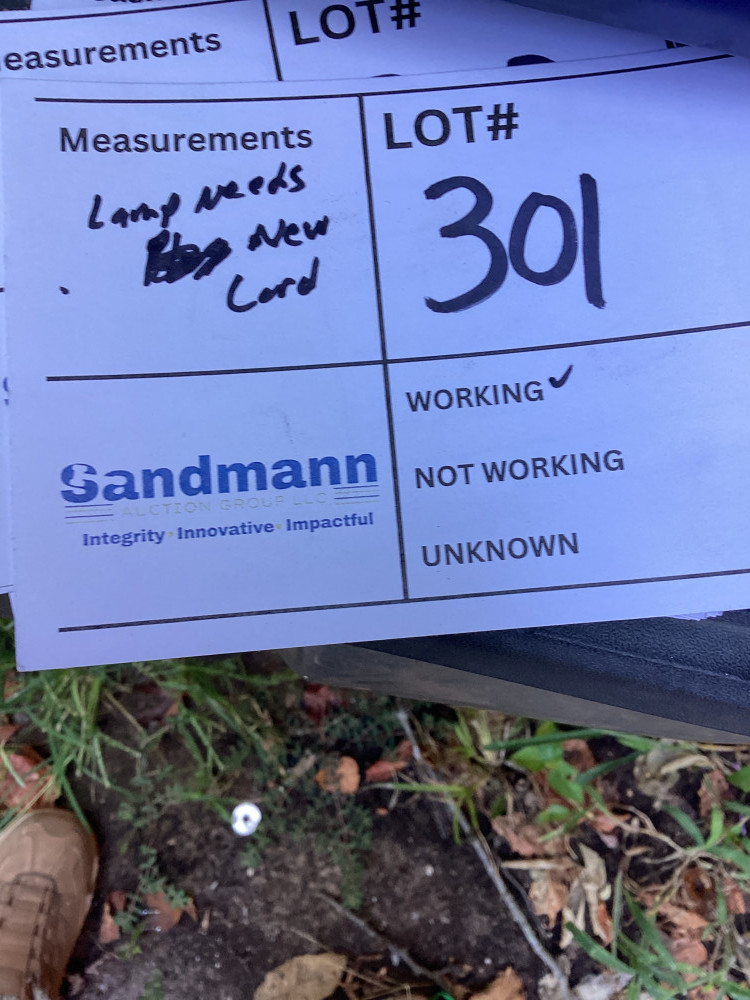 Measurements
LOT#
Measurements
LOT#
Lamp Needs
New
Cord
301
WORKING ✓
NOT WORKING
UNKNOWN
Sandmann
AUCTION GROUP LLC
Integrity · Innovative · Impactful